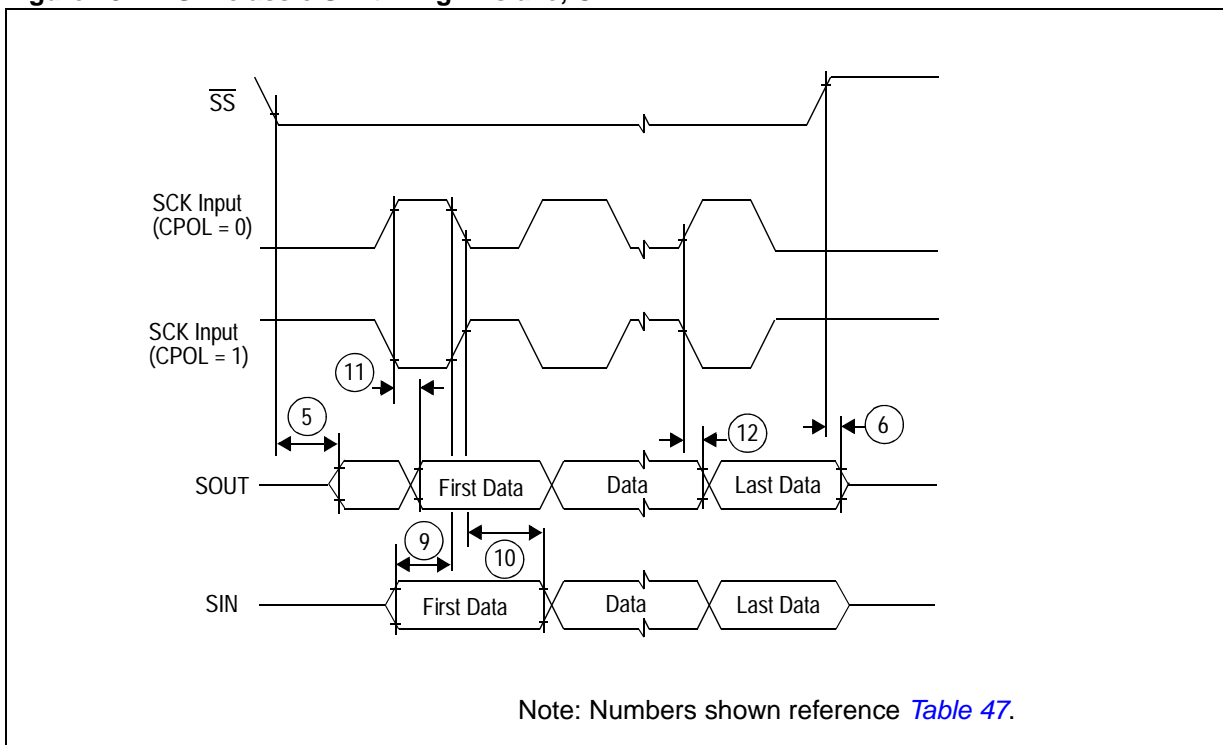 SS
SCK Input
(CPOL = 0)
SCK Input
(CPOL = 1)
11
5
12
6
SOUT
First Data
Data
Last Data
9
10
SIN
First Data
Data
Last Data
Note: Numbers shown reference Table 47.